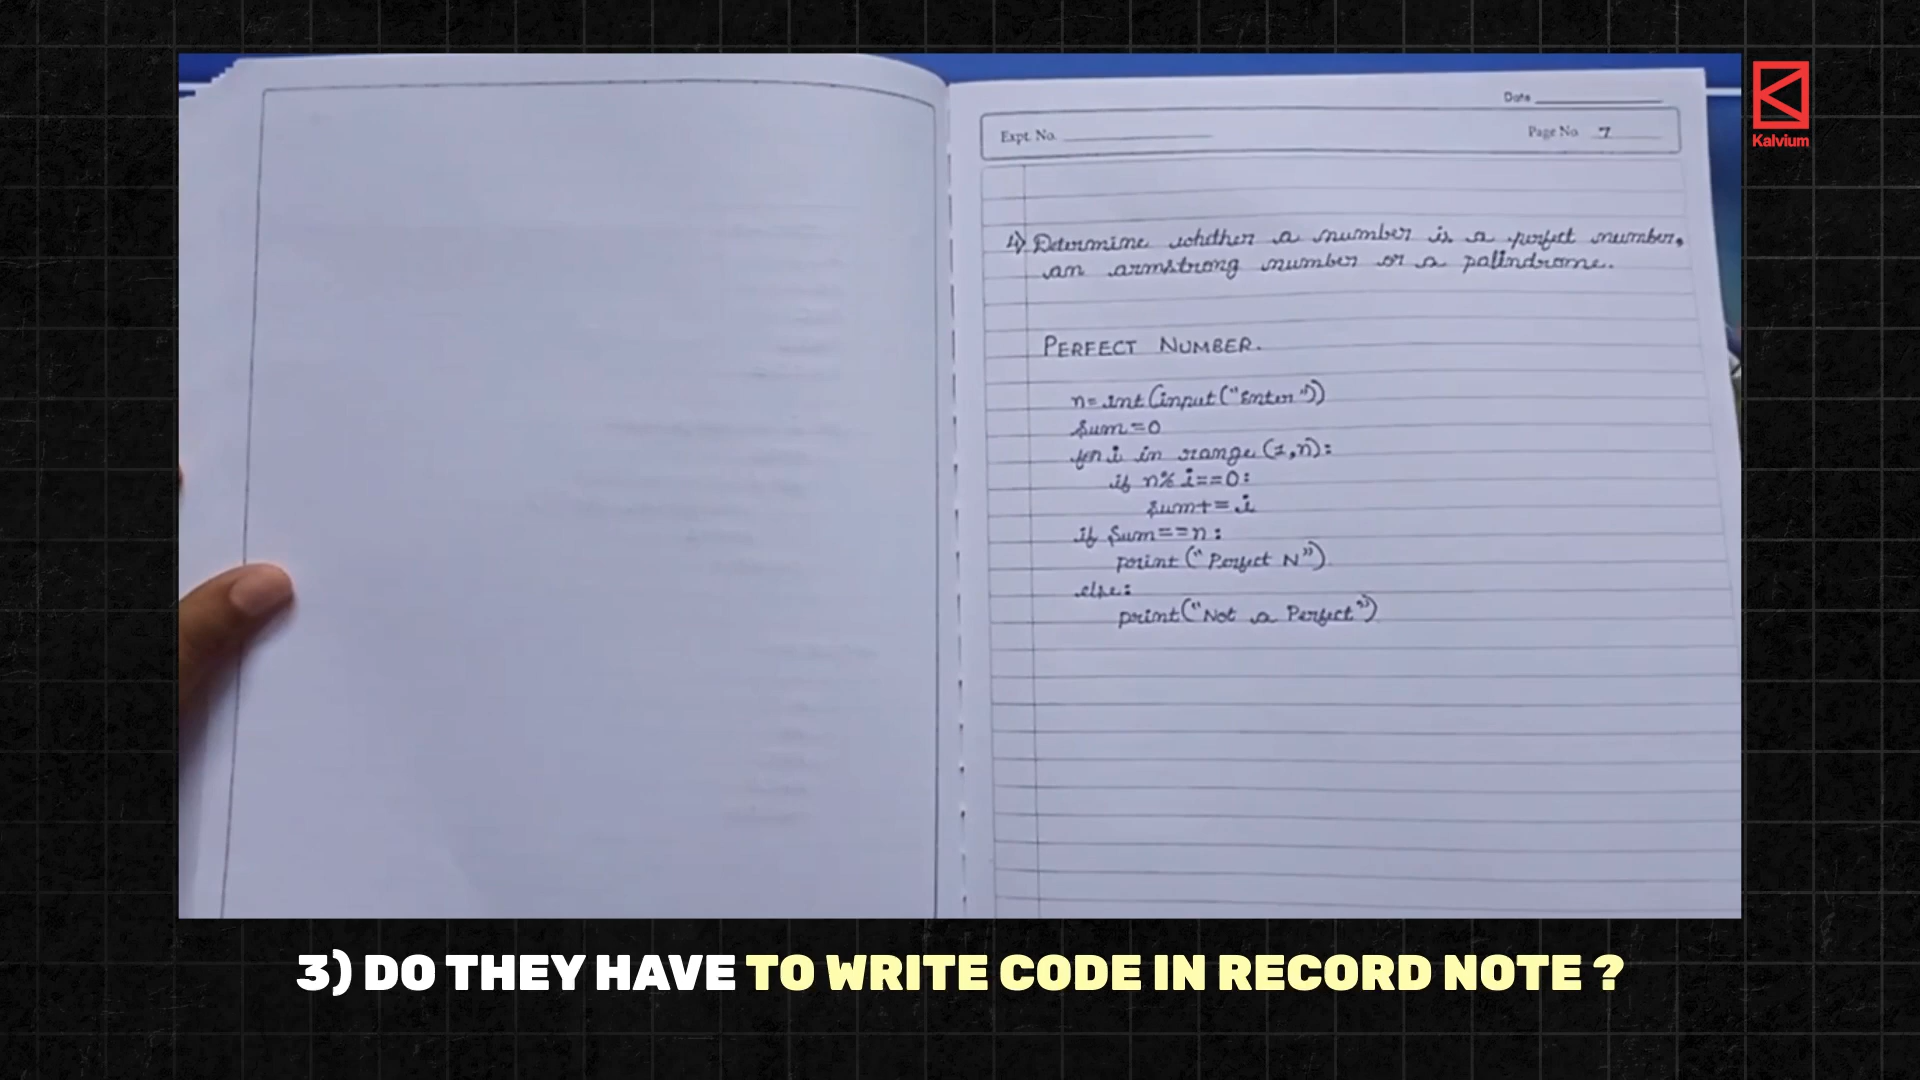 Date
Expt. No.
Page No. 7
4) Determine whether a number is a perfect number,
an armstrong number or a palindrome.
PERFECT NUMBER.
n=int(input("Enter"))
sum=0
for i in range(1,n):
if n%i==0:
sum+=i
if sum==n:
print("Perfect N")
else:
print("Not a Perfect")
Kalvium
3) DO THEY HAVE TO WRITE CODE IN RECORD NOTE ?